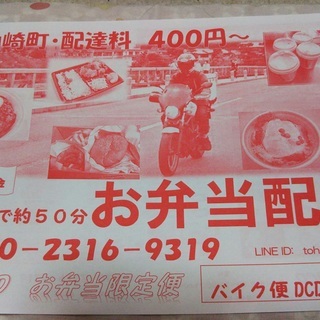 崎町・配達料 400円～
金
で約50分 お弁当配
0-2316-9319
LINE ID: toh
お弁当限定便
バイク便 DCD